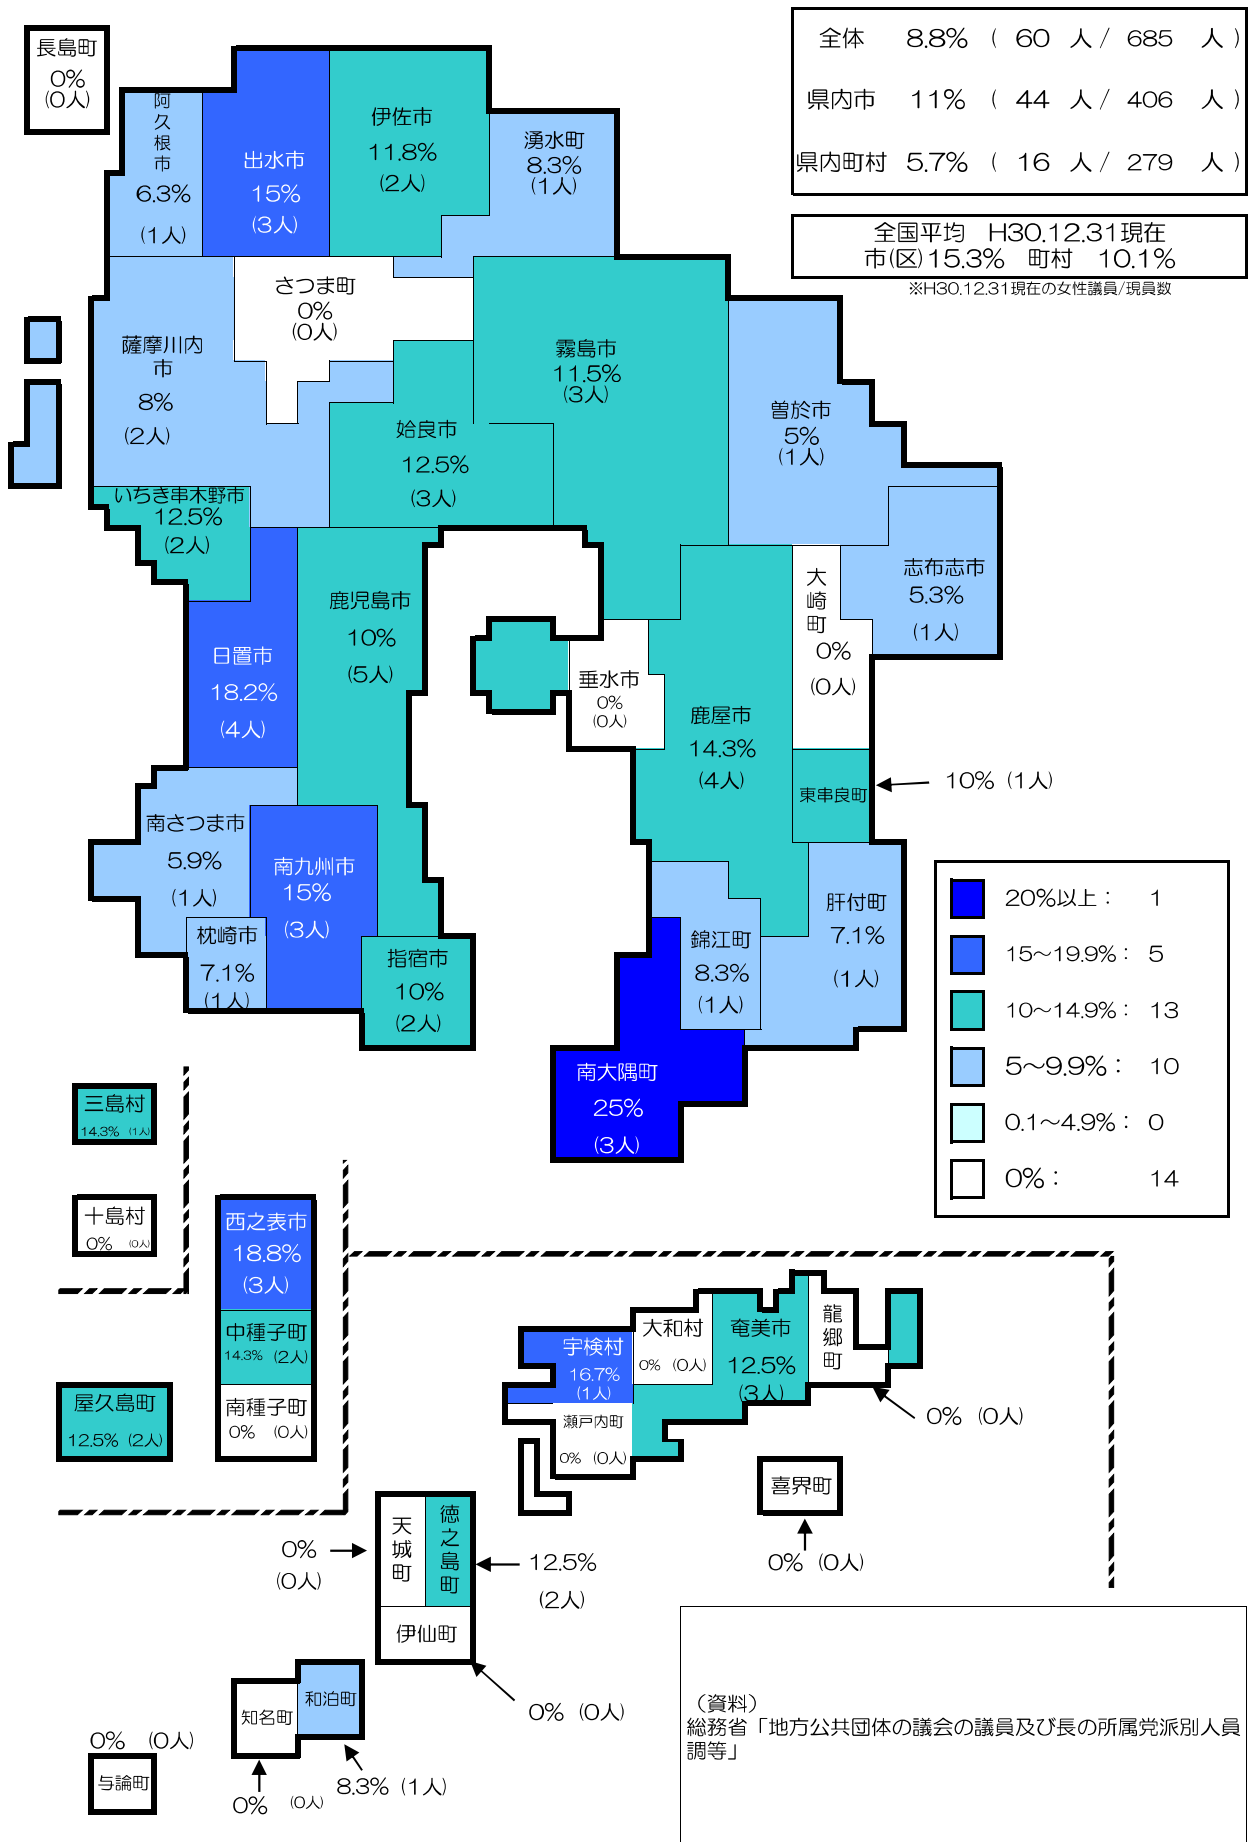 長島町
0%
(0人)
全体 8.8% ( 60 人 / 685 人 )
県内市 11% ( 44 人 / 406 人 )
県内町村 5.7% ( 16 人 / 279 人 )
全国平均 H30.12.31現在
市(区)15.3% 町村 10.1%
※H30.12.31現在の女性議員/現員数
阿久根市
6.3%
(1人)
出水市
15%
(3人)
伊佐市
11.8%
(2人)
湧水町
8.3%
(1人)
さつま町
0%
(0人)
薩摩川内
市
8%
(2人)
霧島市
11.5%
(3人)
曽於市
5%
(1人)
姶良市
12.5%
(3人)
いちき串木野市
12.5%
(2人)
鹿児島市
10%
(5人)
日置市
18.2%
(4人)
垂水市
0%
(0人)
鹿屋市
14.3%
(4人)
大崎町
0%
(0人)
志布志市
5.3%
(1人)
東串良町
10% (1人)
南さつま市
5.9%
(1人)
南九州市
15%
(3人)
枕崎市
7.1%
(1人)
指宿市
10%
(2人)
錦江町
8.3%
(1人)
肝付町
7.1%
(1人)
南大隅町
25%
(3人)
20%以上： 1
15～19.9%： 5
10～14.9%： 13
5～9.9%： 10
0.1～4.9%： 0
0%： 14
三島村
14.3% (1人)
十島村
0% (0人)
西之表市
18.8%
(3人)
中種子町
14.3% (2人)
南種子町
0% (0人)
屋久島町
12.5% (2人)
宇検村
16.7%
(1人)
大和村
0% (0人)
奄美市
12.5%
(3人)
龍郷町
0% (0人)
瀬戸内町
0% (0人)
喜界町
0% (0人)
天城町
0%
(0人)
徳之島町
12.5%
(2人)
伊仙町
0% (0人)
和泊町
8.3% (1人)
知名町
0% (0人)
0% (0人)
与論町
（資料）
総務省「地方公共団体の議会の議員及び長の所属党派別人員
調等」